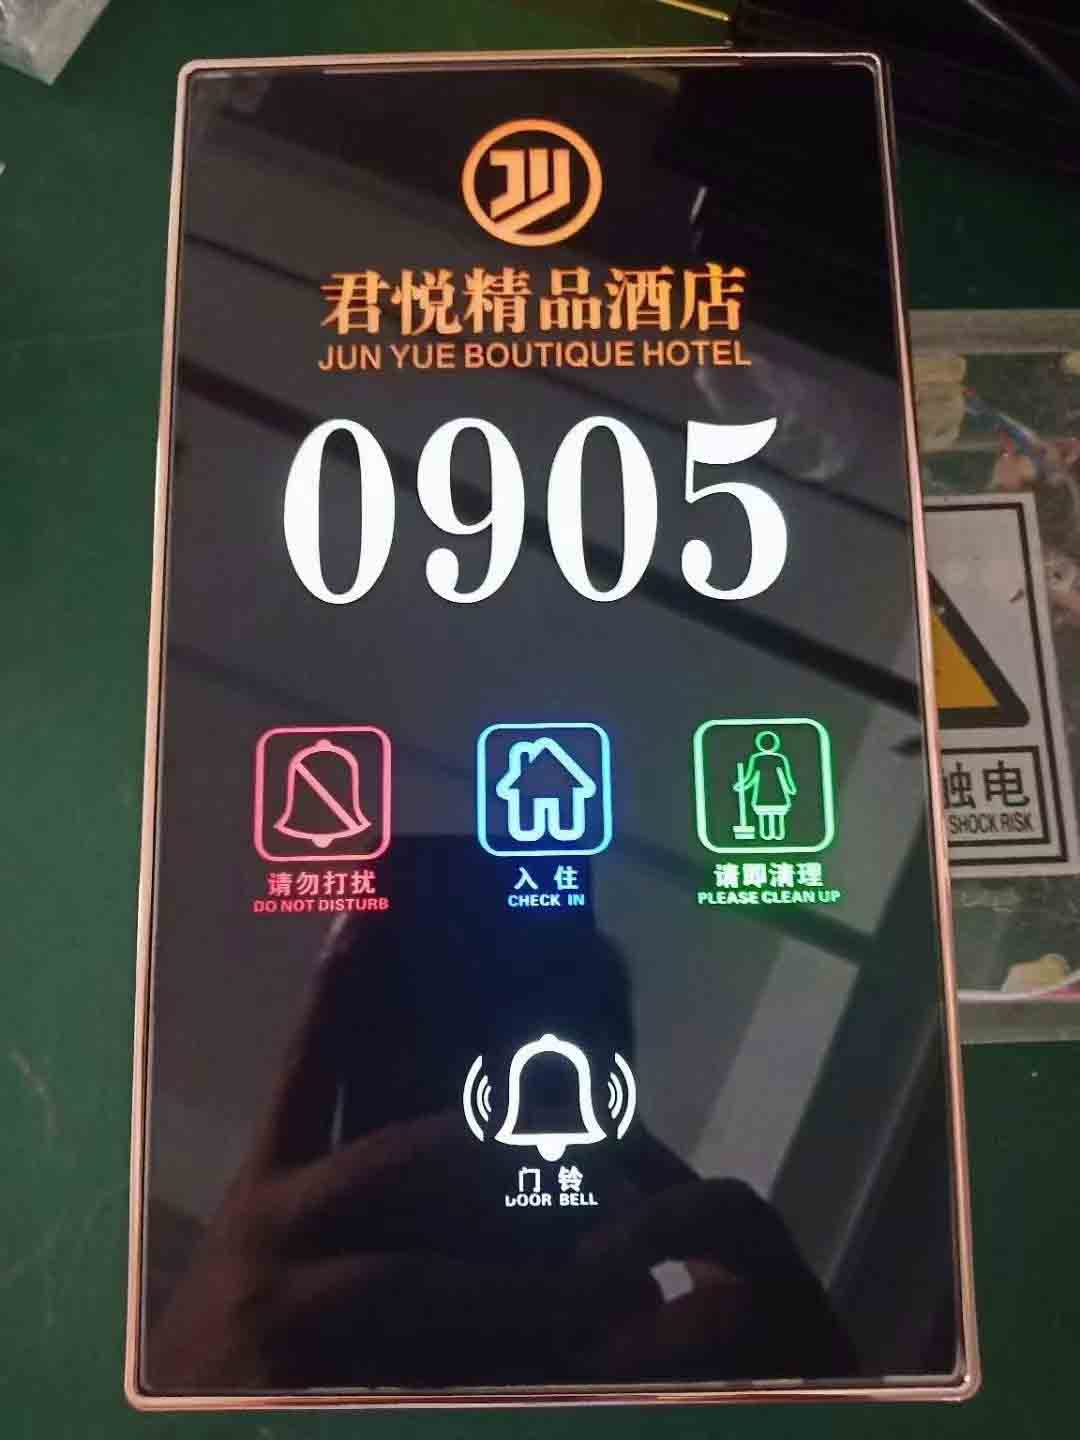 君悦精品酒店
JUN YUE BOUTIQUE HOTEL
0905
请勿打扰
DO NOT DISTURB
入住
CHECK IN
请即清理
PLEASE CLEAN UP
门铃
DOOR BELL
触电
SHOCK RISK